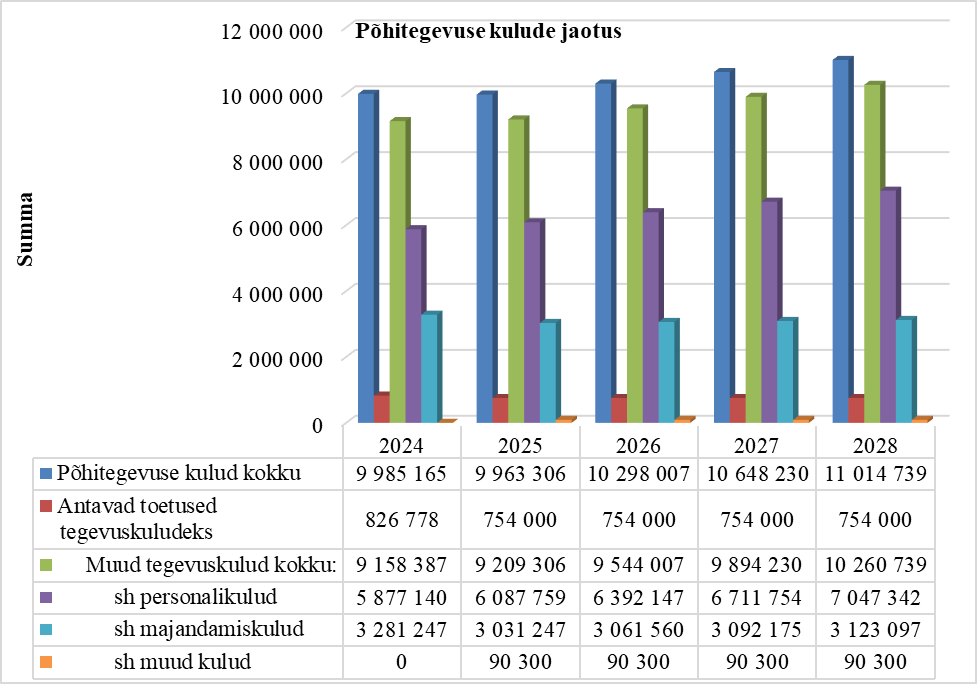 Põhitegevuse kulude jaotus
Summa
12 000 000
10 000 000
8 000 000
6 000 000
4 000 000
2 000 000
0
2024 2025 2026 2027 2028
Põhitegevuse kulud kokku 9 985 165 9 963 306 10 298 007 10 648 230 11 014 739
Antavad toetused
tegevuskuludeks 826 778 754 000 754 000 754 000 754 000
Muud tegevuskulud kokku: 9 158 387 9 209 306 9 544 007 9 894 230 10 260 739
sh personalikulud 5 877 140 6 087 759 6 392 147 6 711 754 7 047 342
sh majandamiskulud 3 281 247 3 031 247 3 061 560 3 092 175 3 123 097
sh muud kulud 0 90 300 90 300 90 300 90 300